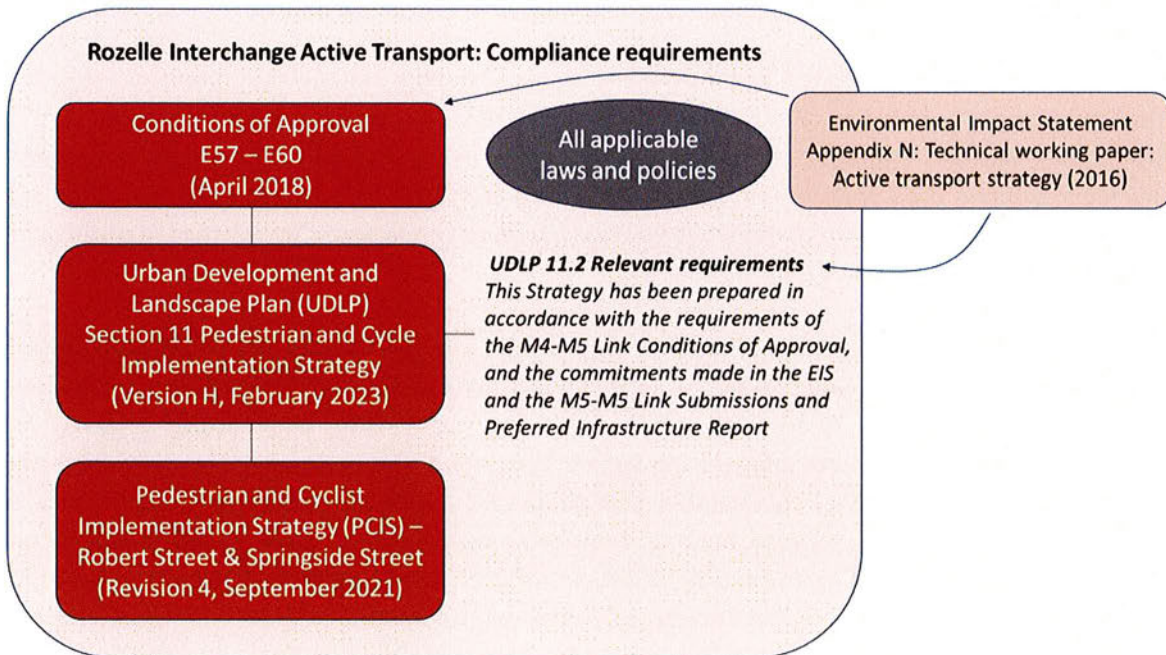 Rozelle Interchange Active Transport: Compliance requirements
Conditions of Approval
E57 – E60
(April 2018)
All applicable
laws and policies
Environmental Impact Statement
Appendix N: Technical working paper:
Active transport strategy (2016)
Urban Development and
Landscape Plan (UDLP)
Section 11 Pedestrian and Cycle
Implementation Strategy
(Version H, February 2023)
UDLP 11.2 Relevant requirements
This Strategy has been prepared in
accordance with the requirements of
the M4-M5 Link Conditions of Approval,
and the commitments made in the EIS
and the M5-M5 Link Submissions and
Preferred Infrastructure Report
Pedestrian and Cyclist
Implementation Strategy (PCIS) –
Robert Street & Springside Street
(Revision 4, September 2021)